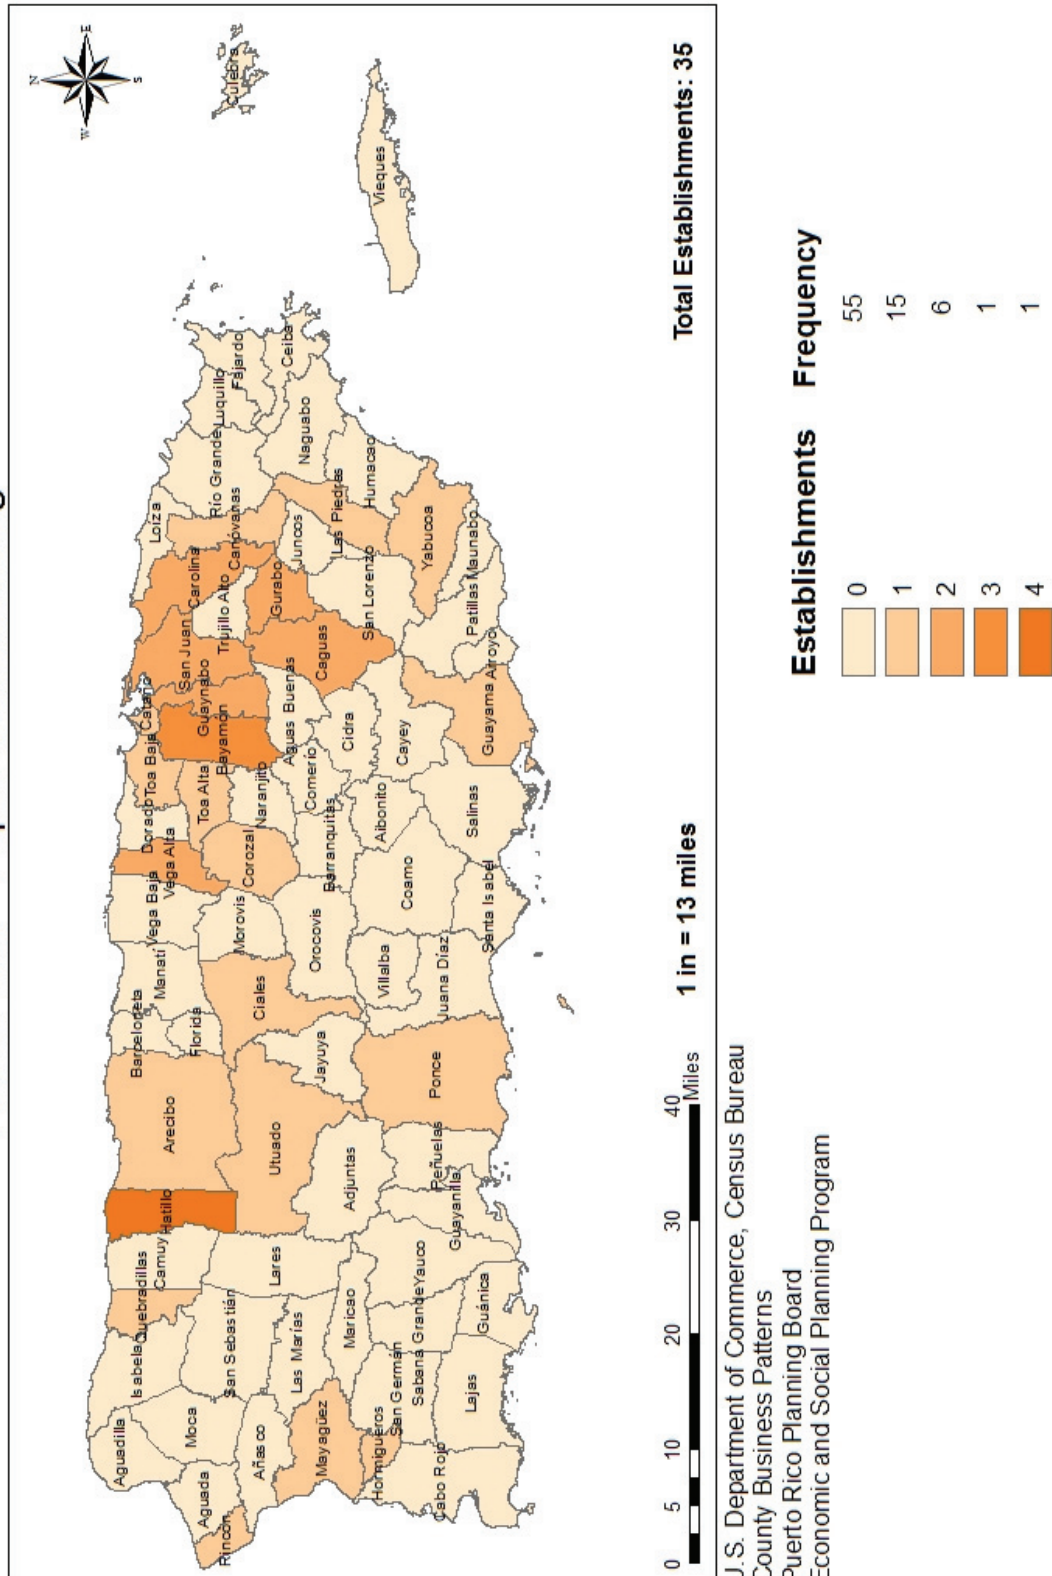 N
W
E
S
Culebra
Vieques
Fajardo
Luquillo
Ceiba
Río Grande
Naguabo
Loíza
Canóvanas
Las Piedras
Humacao
Carolina
Juncos
Yabucoa
Trujillo Alto
Gurabo
San Lorenzo
Maunabo
San Juan
Caguas
Patillas
Guaynabo
Arroyo
Cataño
Bayamón
Aguas Buenas
Guayama
Toa Baja
Cidra
Cayey
Toa Alta
Comerío
Dorado
Naranjito
Aibonito
Salinas
Vega Alta
Corozal
Barranquitas
Coamo
Vega Baja
Morovis
Orocovis
Santa Isabel
Manatí
Ciales
Villalba
Juana Díaz
Barceloneta
Florida
Jayuya
Arecibo
Utuado
Ponce
Hatillo
Adjuntas
Peñuelas
Camuy
Guayanilla
Quebradillas
Lares
Yauco
Isabela
San Sebastián
Las Marías
Maricao
Sabana Grande
Guánica
Aguadilla
Moca
Añasco
Mayagüez
San Germán
Lajas
Aguada
Hormigueros
Cabo Rojo
Rincón
0 5 10 20 30 40
Miles
1 in = 13 miles
Total Establishments: 35
U.S. Department of Commerce, Census Bureau
County Business Patterns
Puerto Rico Planning Board
Economic and Social Planning Program
Establishments Frequency
0 55
1 15
2 6
3 1
4 1